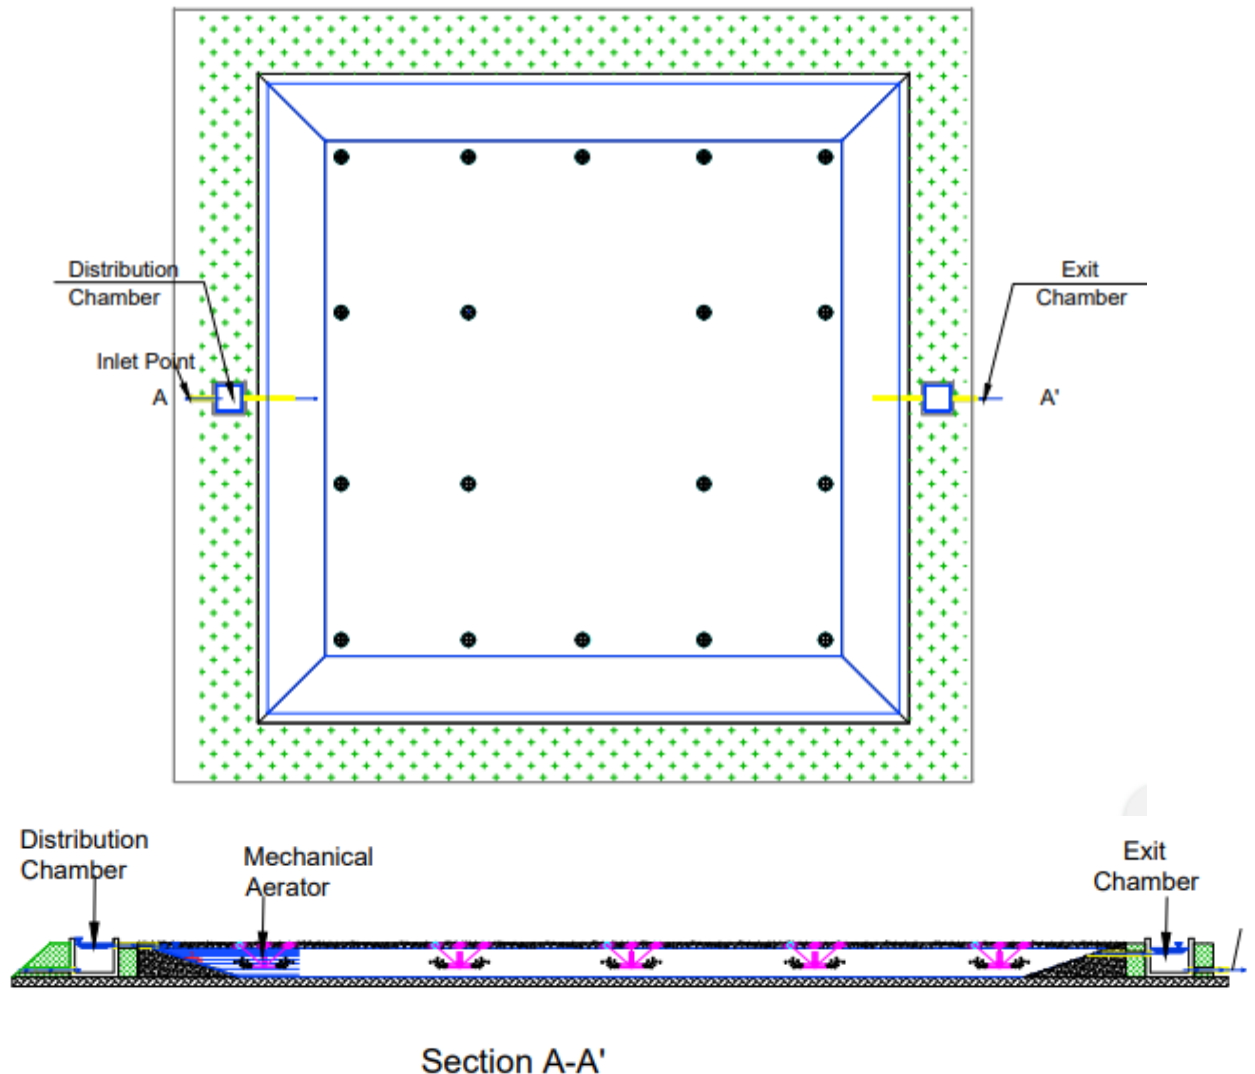 Distribution
Chamber
Inlet Point
A
Exit
Chamber
A'
Distribution
Chamber
Mechanical
Aerator
Exit
Chamber
Section A-A'